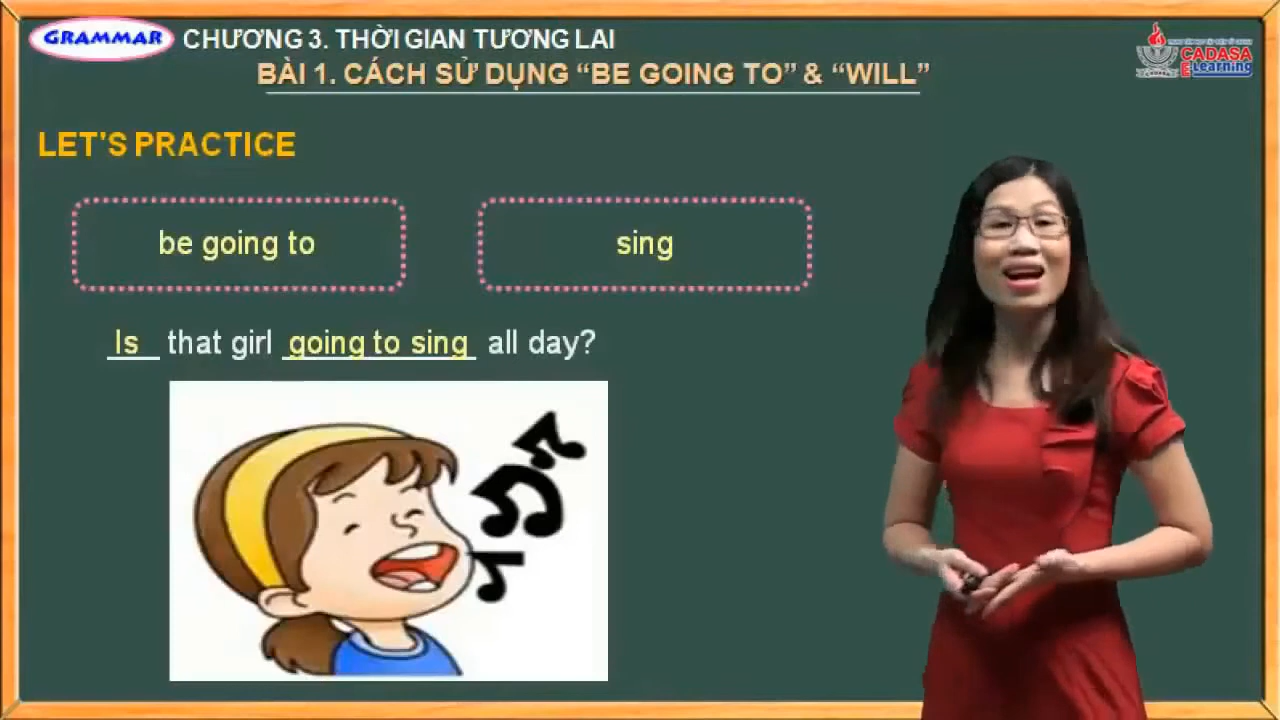 GRAMMAR CHƯƠNG 3. THỜI GIAN TƯƠNG LAI
BÀI 1. CÁCH SỬ DỤNG “BE GOING TO” & “WILL”
CADASA
E Learning
LET'S PRACTICE
be going to
sing
Is that girl going to sing all day?